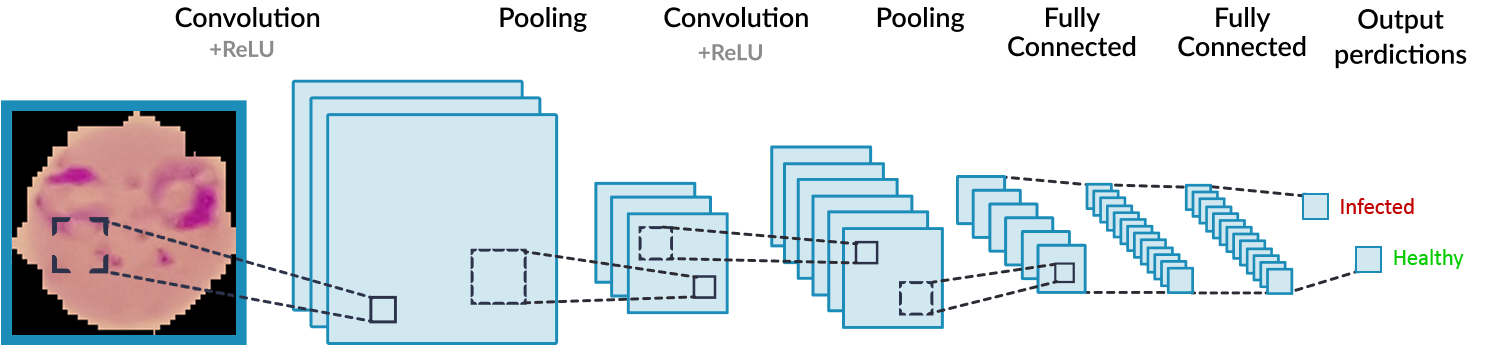 Convolution
+ReLU
Pooling
Convolution
+ReLU
Pooling
Fully
Connected
Fully
Connected
Output
perdictions
Infected
Healthy